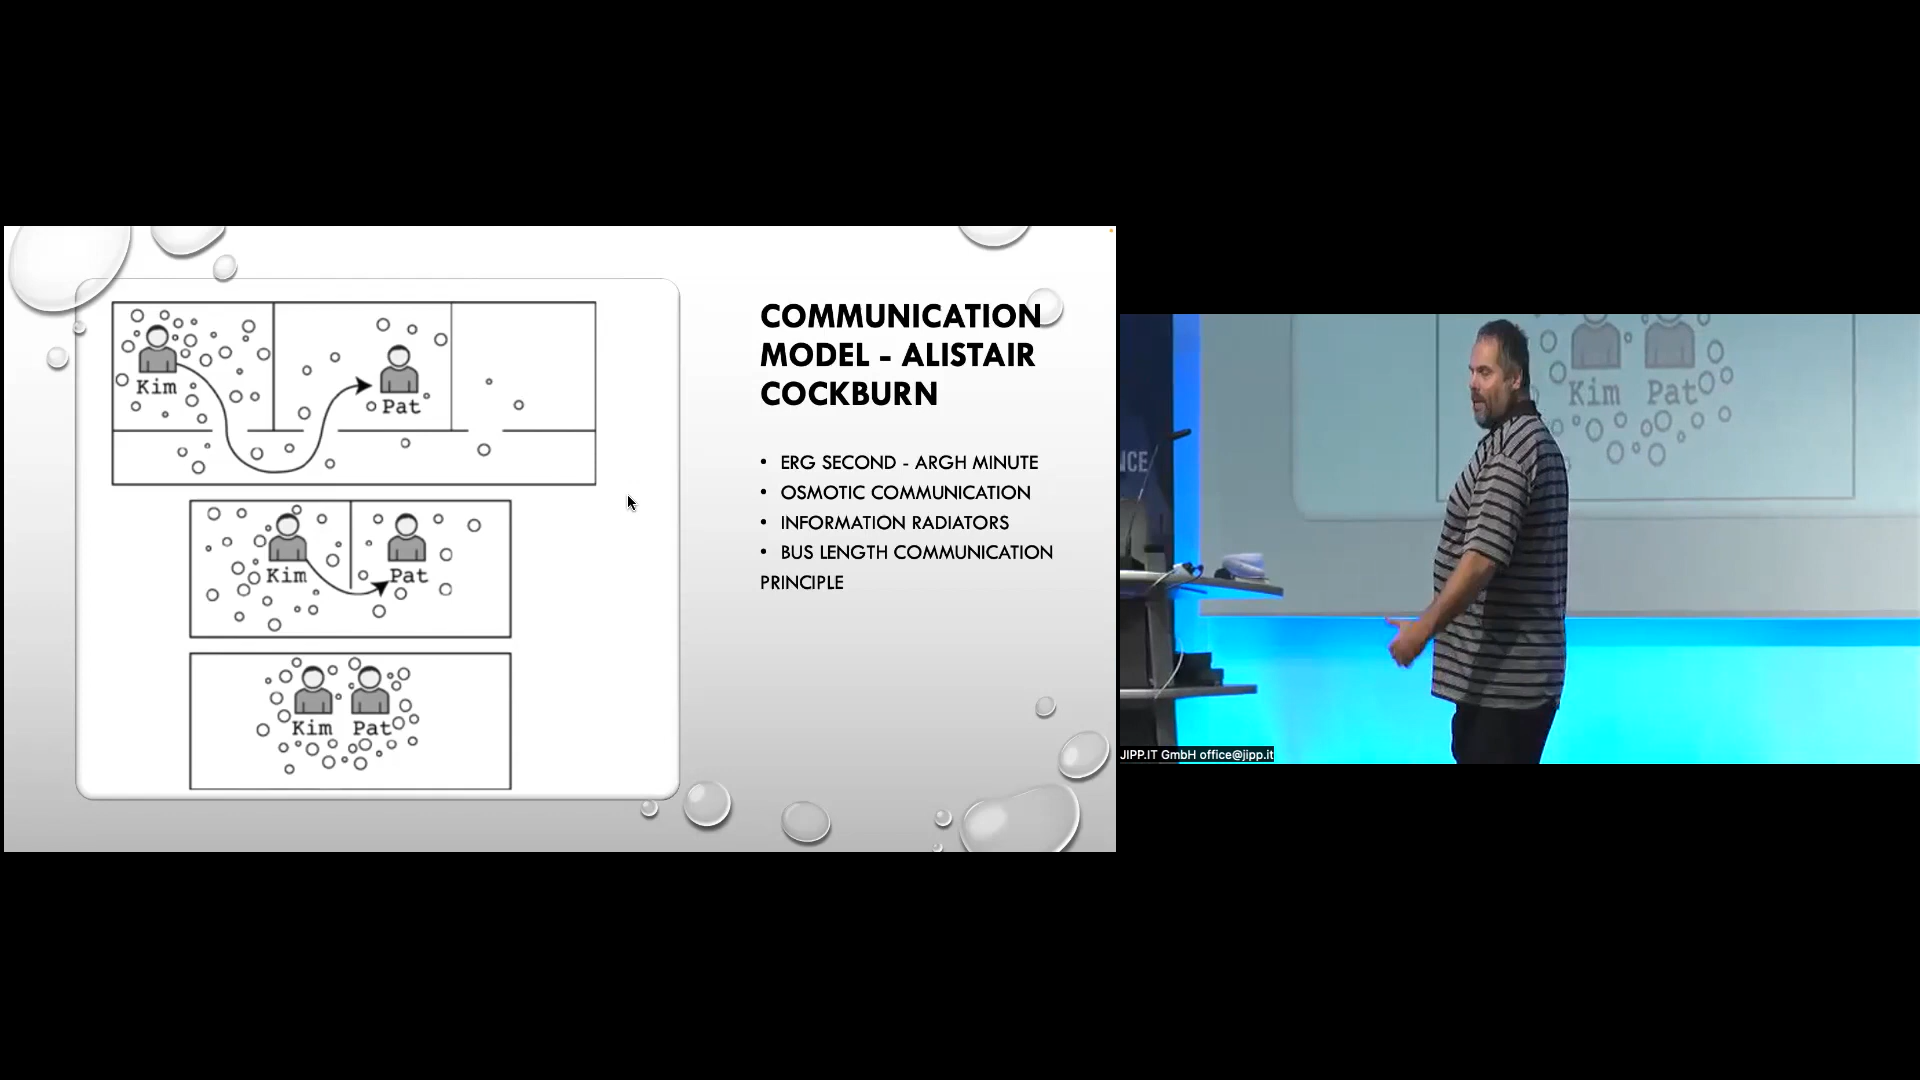 COMMUNICATION
MODEL - ALISTAIR
COCKBURN
• ERG SECOND - ARGH MINUTE
• OSMOTIC COMMUNICATION
• INFORMATION RADIATORS
• BUS LENGTH COMMUNICATION
PRINCIPLE
Kim
Pat
Kim
Pat
Kim Pat
Kim Pat
NCE
JIPP.IT GmbH office@jipp.it